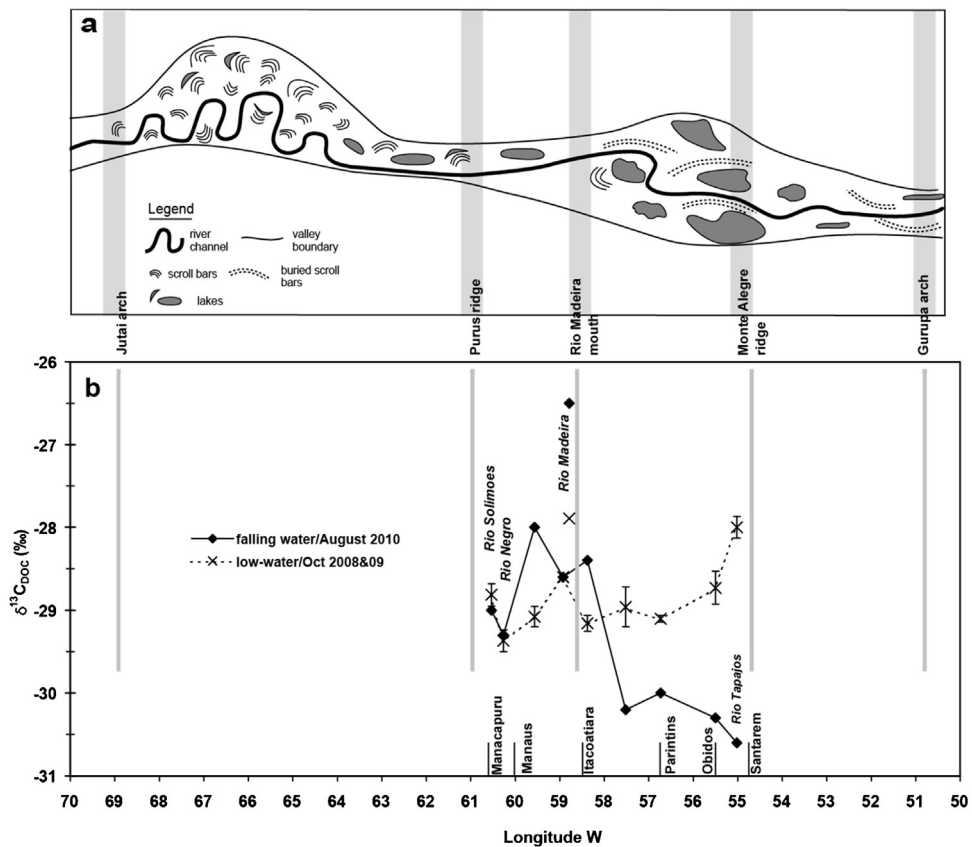 a
Legend
river
channel
valley
boundary
scroll bars
buried scroll
bars
lakes
Jutai arch
Purus ridge
Rio Madeira
mouth
Monte Alegre
ridge
Gurupa arch
b
-26
-27
-28
-29
-30
-31
δ13CDOC (‰)
falling water/August 2010
low-water/Oct 2008&09
Rio Solimoes
Rio Negro
Rio Madeira
Rio Tapajos
Manacapuru
Manaus
Itacoatiara
Parintins
Obidos
Santarem
70 69 68 67 66 65 64 63 62 61 60 59 58 57 56 55 54 53 52 51 50
Longitude W